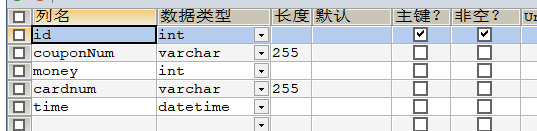 列名 数据类型 长度 默认 主键? 非空?
id int
couponNum varchar 255
money int
cardnum varchar 255
time datetime